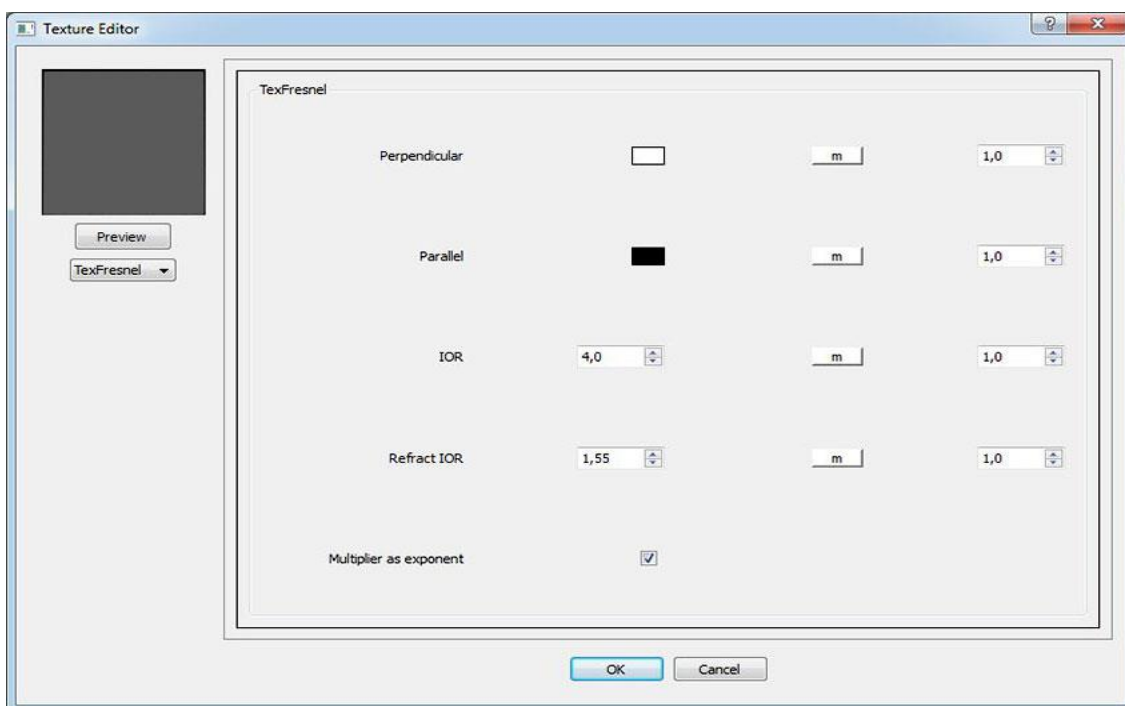 Texture Editor
TexFresnel
Perpendicular m 1,0
Preview
Parallel m 1,0
TexFresnel
IOR 4,0 m 1,0
Refract IOR 1,55 m 1,0
Multiplier as exponent
OK Cancel